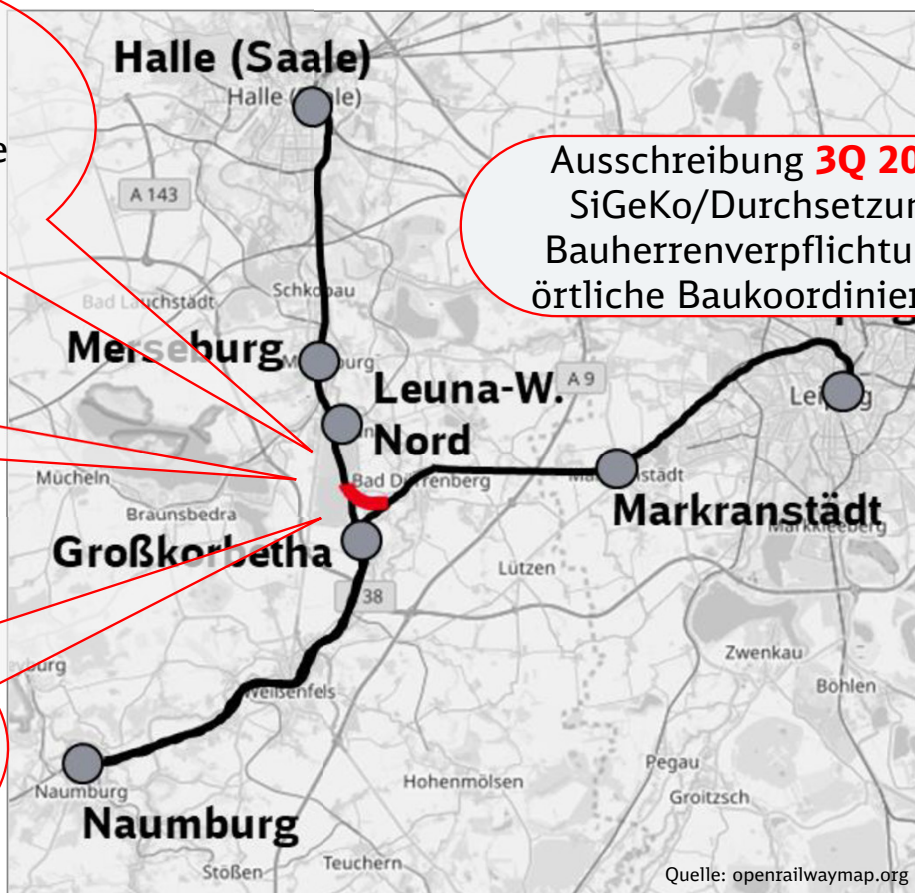 Halle (Saale)
A 143
Ausschreibung 3Q 20
SiGeKo/Durchsetzun
Bauherrenverpflichtu
örtliche Baukoordinier
Bad Lauchstädt
Schkopau
Merseburg
A 9
Leuna-W.
Nord
Mücheln
Bad Dürrenberg
Markranstädt
Braunsbedra
Markkleeberg
Großkorbetha
Lützen
38
Zwenkau
Weißenfels
Böhlen
Pegau
Naumburg
Hohenmölsen
Groitzsch
Naumburg
Stößen
Teuchern
Quelle: openrailwaymap.org